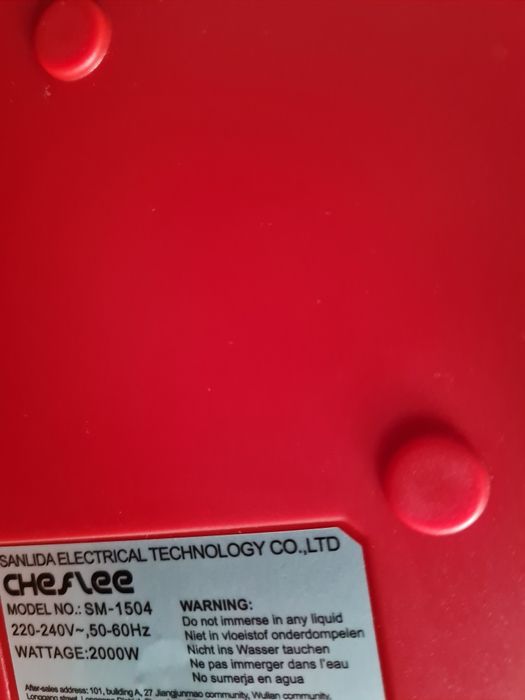 SANLIDA ELECTRICAL TECHNOLOGY CO.,LTD
CHeflee
MODEL NO.: SM-1504
220-240V~,50-60Hz
WATTAGE:2000W
WARNING:
Do not immerse in any liquid
Niet in vloeistof onderdompelen
Nicht ins Wasser tauchen
Ne pas immerger dans l'eau
No sumerja en agua
After-sales address: 101, building A, 27 Jiangjunmao community, Wulian community,